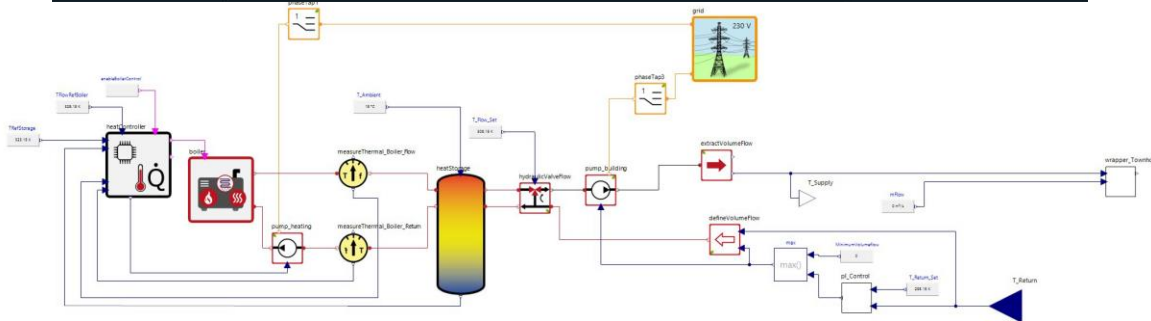 phaseTap1
grid
230 V
phaseTap3
enableBoilerControl
TFlowRefBoiler
T_Ambient
TRefStorage
heatController
T_Flow_Set
boiler
measureThermal_Boiler_Flow
heatStorage
hydraulicValveFlow
pump_building
extractVolumeFlow
wrapper_Townho
T_Supply
mFlow
pump_heating
measureThermal_Boiler_Return
defineVolumeFlow
max
MinimumVolumeFlow
max()
pI_Control
T_Return_Set
T_Return